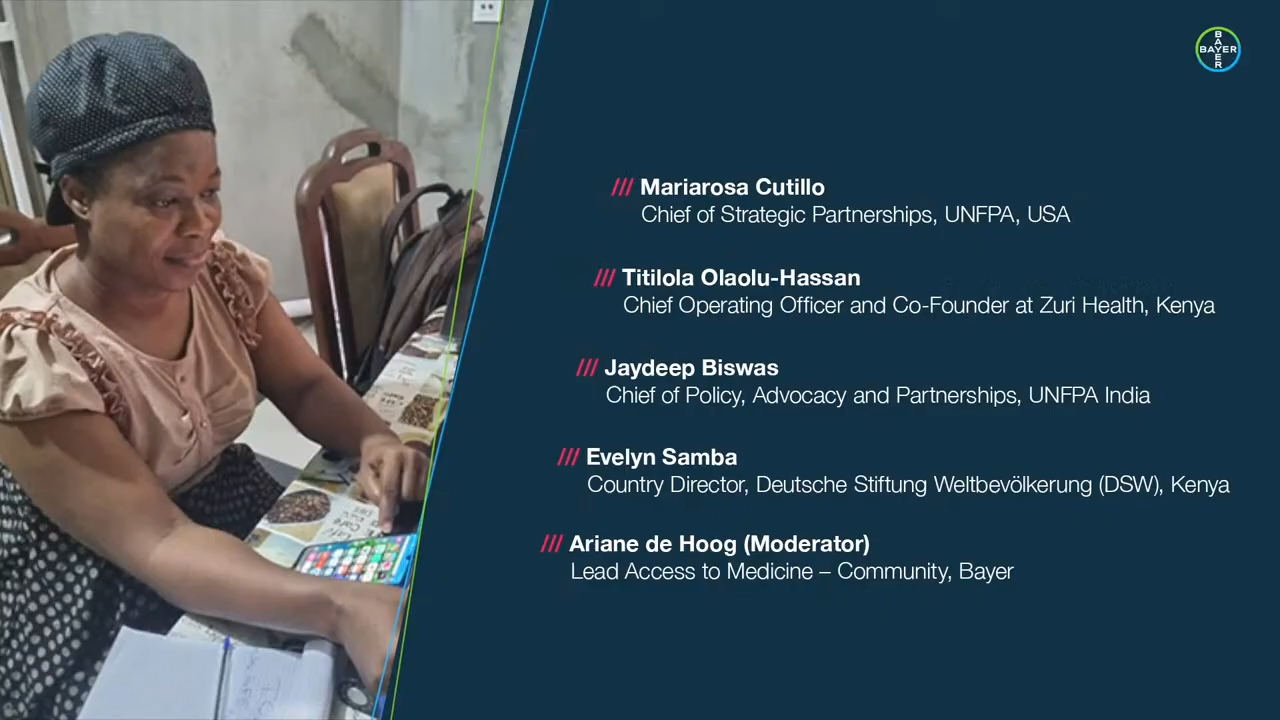 BAYER
BAYER
/// Mariarosa Cutillo
Chief of Strategic Partnerships, UNFPA, USA
/// Titilola Olaolu-Hassan
Chief Operating Officer and Co-Founder at Zuri Health, Kenya
/// Jaydeep Biswas
Chief of Policy, Advocacy and Partnerships, UNFPA India
/// Evelyn Samba
Country Director, Deutsche Stiftung Weltbevölkerung (DSW), Kenya
/// Ariane de Hoog (Moderator)
Lead Access to Medicine – Community, Bayer